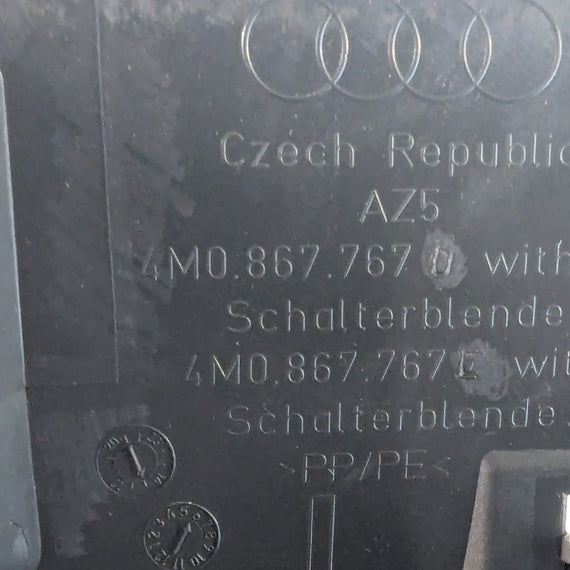 Czech Republic
AZ5
4M0.867.767 D with
Schalterblende
4M0.867.767 E wit
Schalterblende.
>PP/PE<